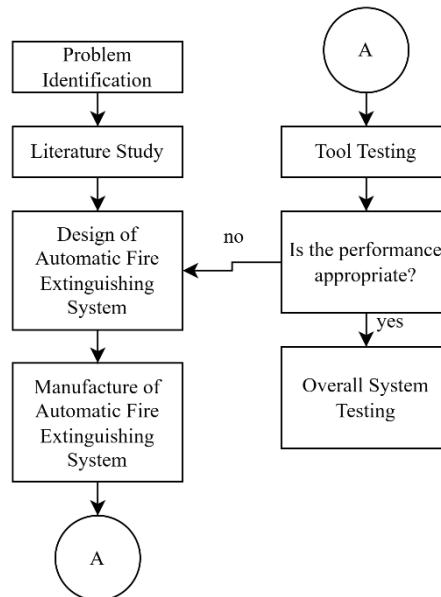 Problem
Identification
Literature Study
Design of
Automatic Fire
Extinguishing
System
Manufacture of
Automatic Fire
Extinguishing
System
A
A
Tool Testing
Is the performance
appropriate?
no
yes
Overall System
Testing